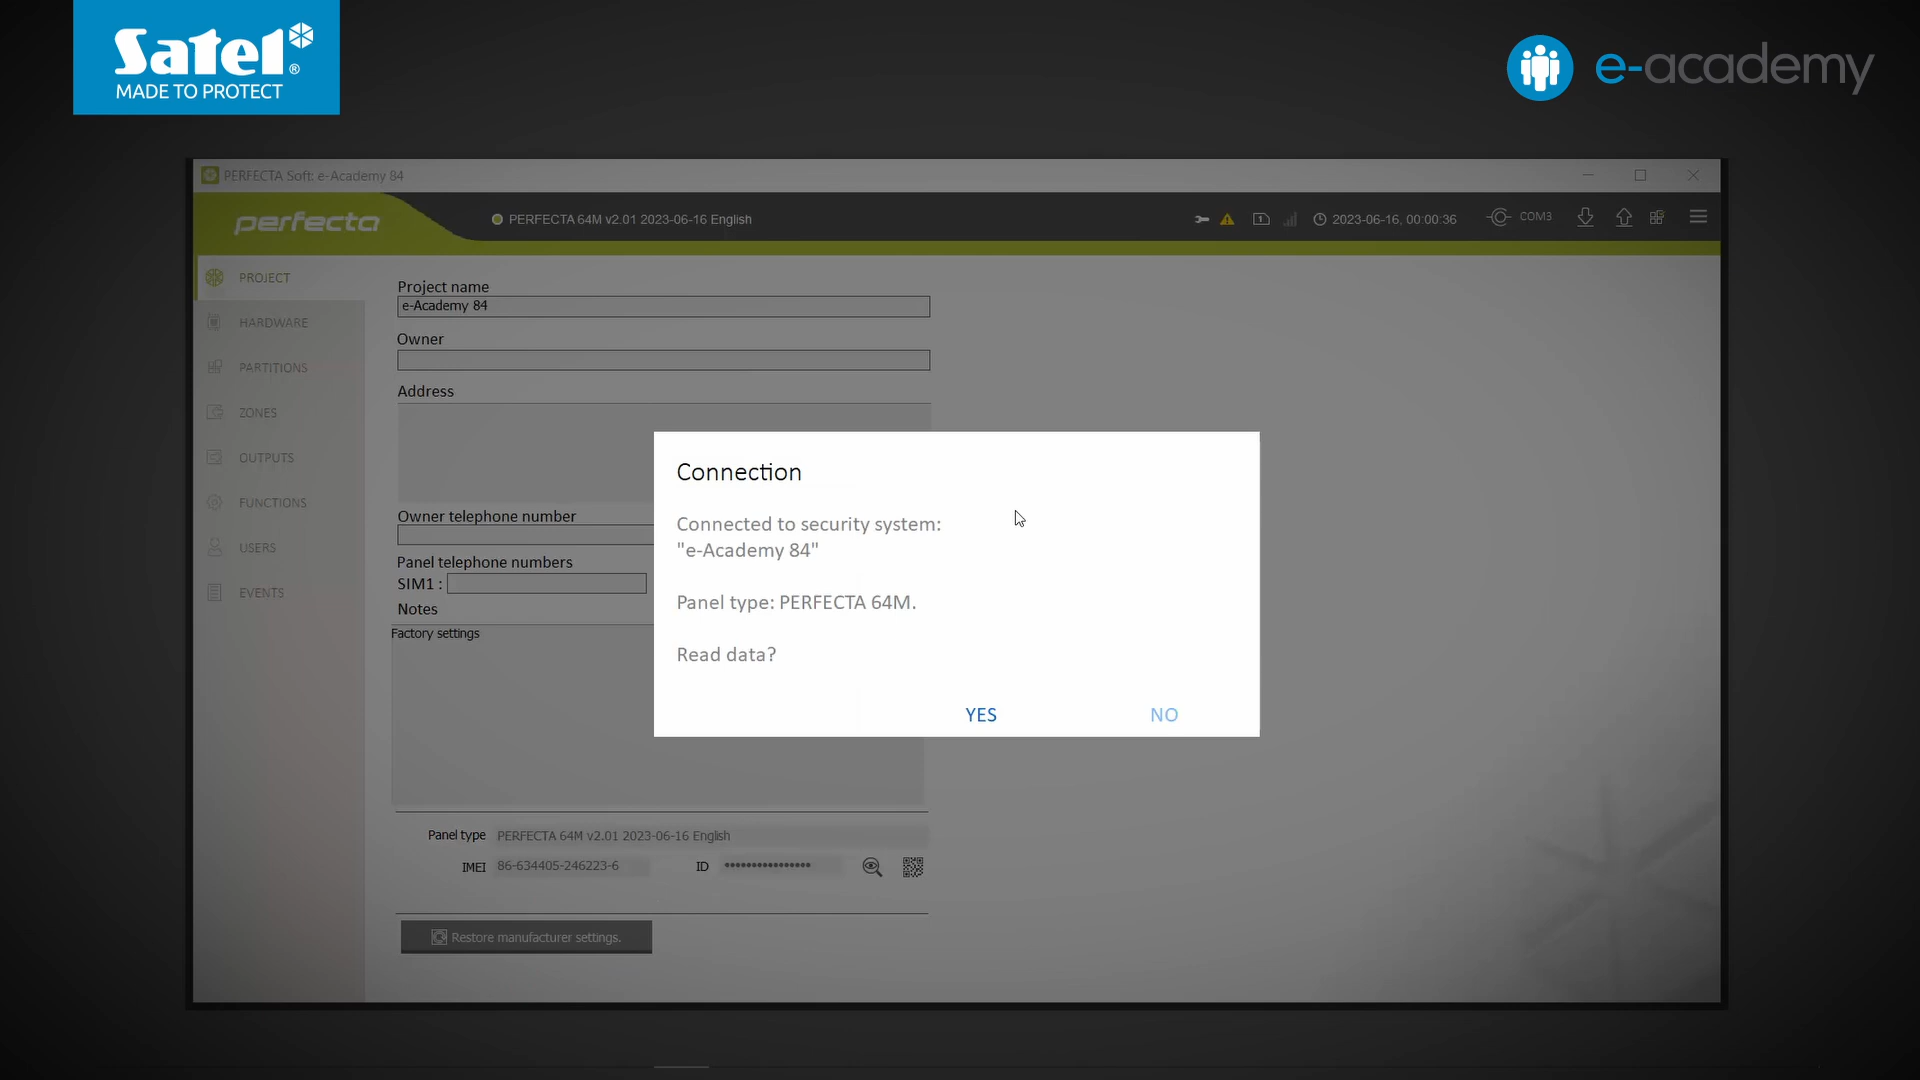 Satel®
MADE TO PROTECT
e-academy
PERFECTA Soft: e-Academy 84
perfecta
PERFECTA 64M v2.01 2023-06-16 English
1
2023-06-16, 00:00:36
COM3
PROJECT
HARDWARE
PARTITIONS
ZONES
OUTPUTS
FUNCTIONS
USERS
EVENTS
Project name
e-Academy 84
Owner
Address
Owner telephone number
Panel telephone numbers
SIM1 :
Notes
Factory settings
Connection
Connected to security system:
"e-Academy 84"
Panel type: PERFECTA 64M.
Read data?
YES NO
Panel type PERFECTA 64M v2.01 2023-06-16 English
IMEI 86-634405-246223-6 ID ••••••••••••••••
Restore manufacturer settings.